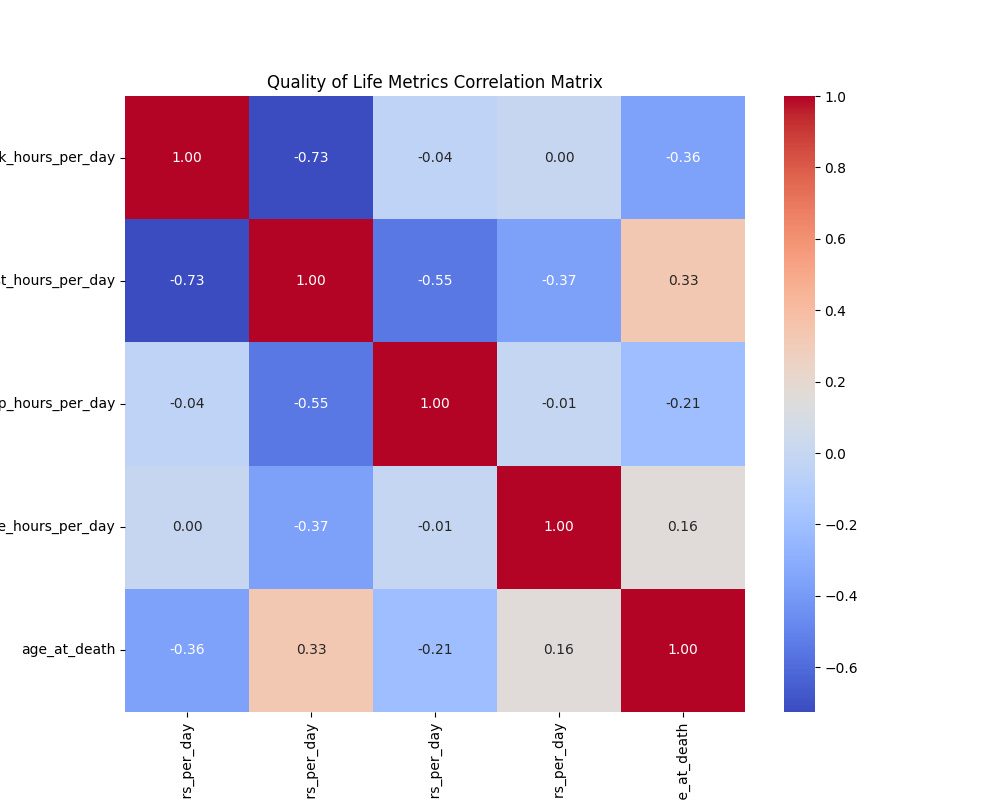 Quality of Life Metrics Correlation Matrix
k_hours_per_day 1.00 -0.73 -0.04 0.00 -0.36
t_hours_per_day -0.73 1.00 -0.55 -0.37 0.33
p_hours_per_day -0.04 -0.55 1.00 -0.01 -0.21
e_hours_per_day 0.00 -0.37 -0.01 1.00 0.16
age_at_death -0.36 0.33 -0.21 0.16 1.00
rs_per_day
rs_per_day
rs_per_day
rs_per_day
e_at_death
1.0
0.8
0.6
0.4
0.2
0.0
−0.2
−0.4
−0.6